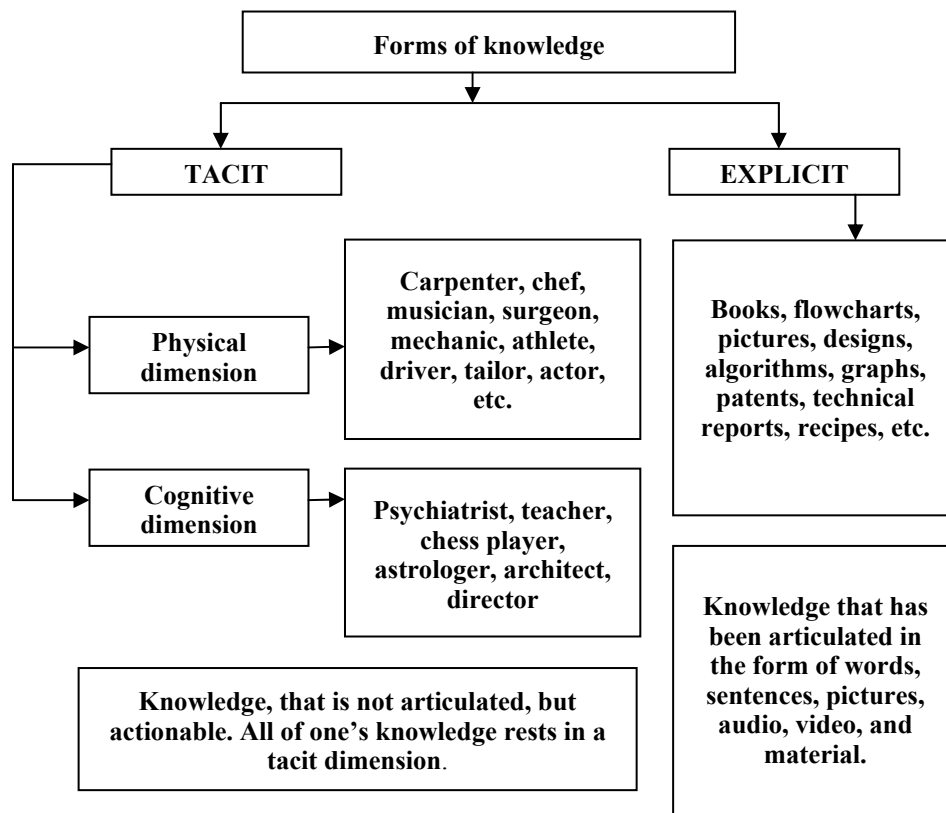 Forms of knowledge
TACIT
EXPLICIT
Physical
dimension
Carpenter, chef,
musician, surgeon,
mechanic, athlete,
driver, tailor, actor,
etc.
Books, flowcharts,
pictures, designs,
algorithms, graphs,
patents, technical
reports, recipes, etc.
Cognitive
dimension
Psychiatrist, teacher,
chess player,
astrologer, architect,
director
Knowledge, that is not articulated, but
actionable. All of one’s knowledge rests in a
tacit dimension.
Knowledge that has
been articulated in
the form of words,
sentences, pictures,
audio, video, and
material.